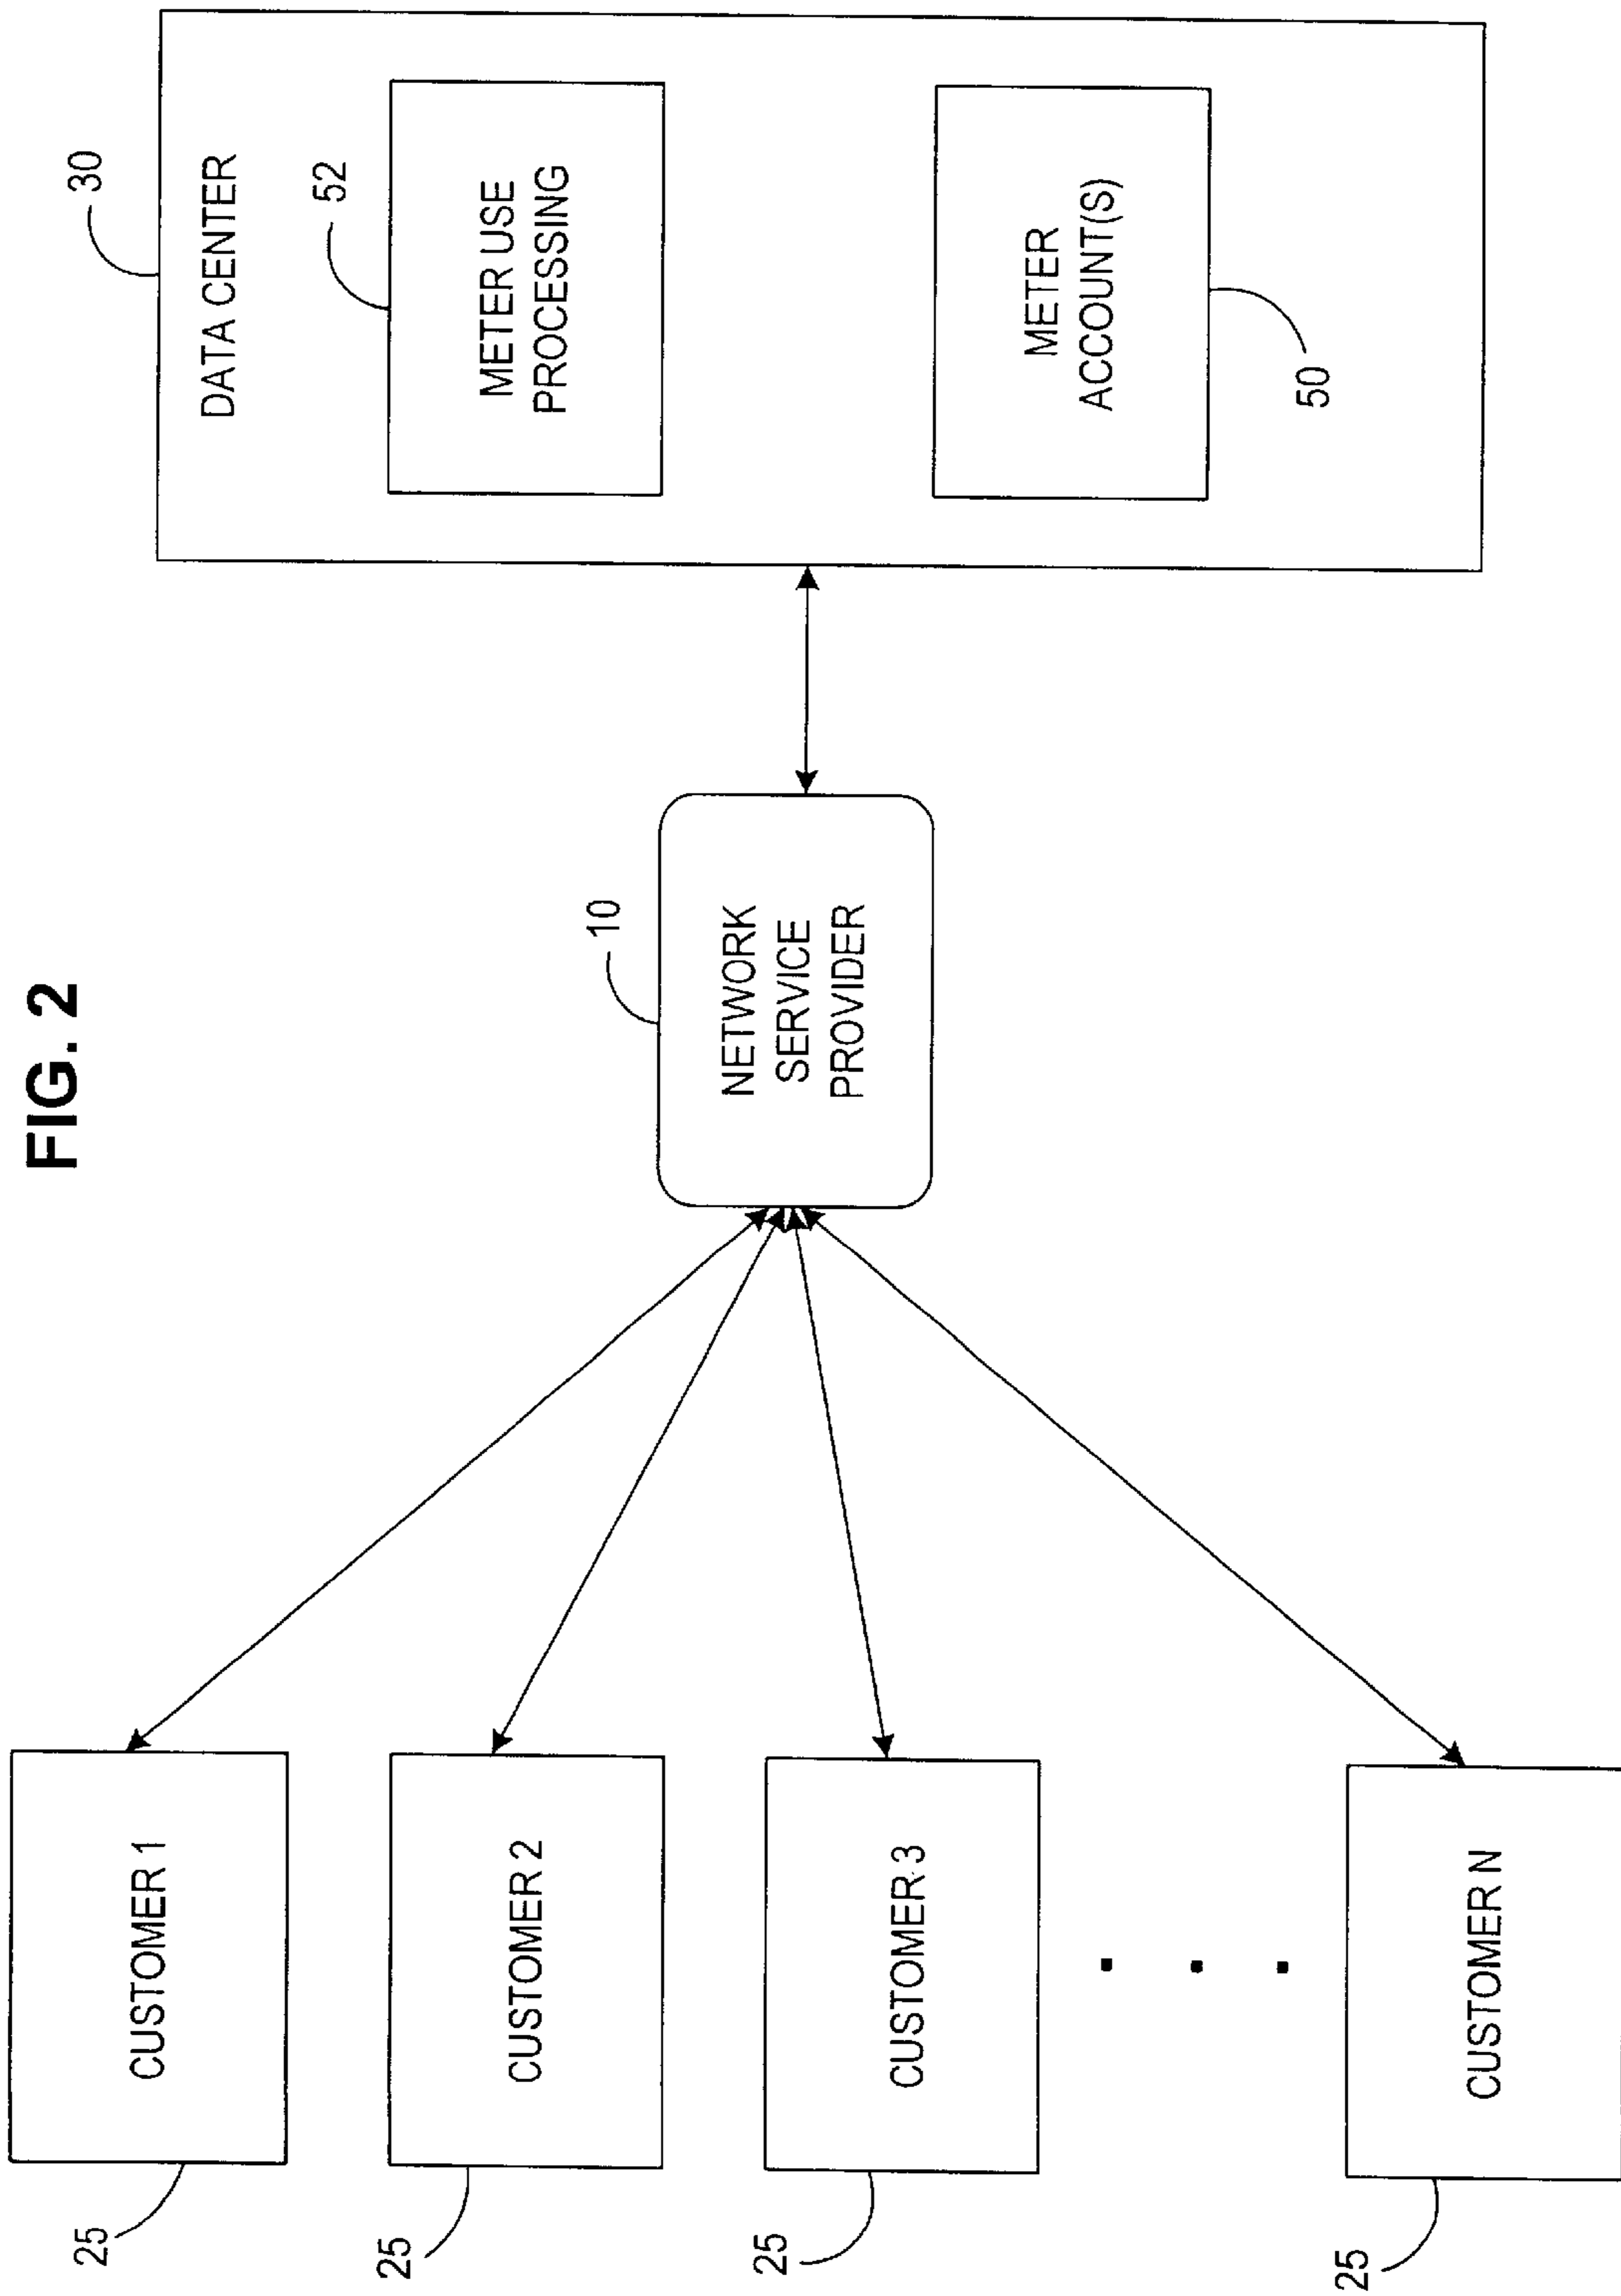 FIG. 2
25
CUSTOMER 1
25
CUSTOMER 2
25
CUSTOMER 3
25
CUSTOMER N
10
NETWORK
SERVICE
PROVIDER
30
DATA CENTER
52
METER USE
PROCESSING
METER
ACCOUNT(S)
50